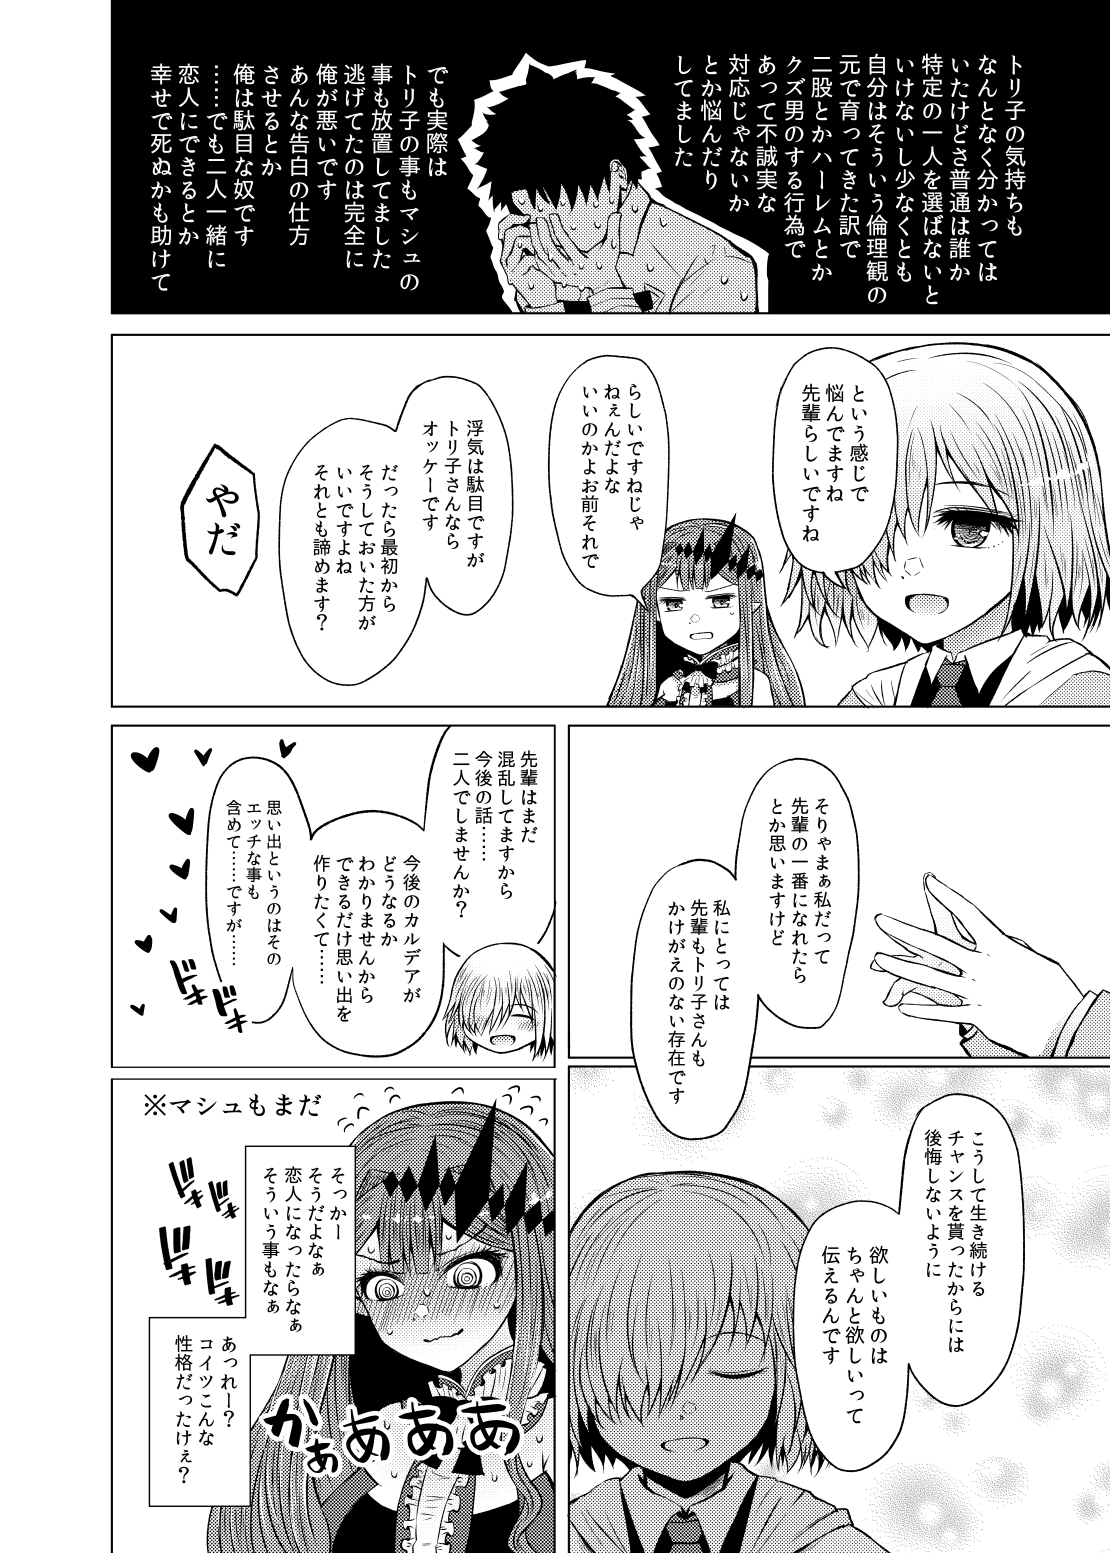 トリ子の気持ちも
なんとなく分かっては
いたけどさ普通は誰か
特定の一人を選ばないと
いけないし少なくとも
自分はそういう倫理観の
元で育ってきた訳で
二股とかハーレムとか
クズ男のする行為で
あって不誠実な
対応じゃないか
とか悩んだり
してました
でも実際は
トリ子の事もマシュの
事も放置してました
逃げてたのは完全に
俺が悪いです
あんな告白の仕方
させるとか
俺は駄目な奴です
……でも二人一緒に
恋人にできるとか
幸せで死ぬかも助けて
という感じで
悩んでますね
先輩らしいですね
らしいですねじゃ
ねぇんだよな
いいのかよお前それで
浮気は駄目ですが
トリ子さんなら
オッケーです
だったら最初から
そうしておいた方が
いいですよね
それとも諦めます？
やだ
そりゃまぁ私だって
先輩の一番になれたら
とか思いますけど
私にとっては
先輩もトリ子さんも
かけがえのない存在です
先輩はまだ
混乱してますから
今後の話……
二人でしませんか？
今後のカルデアが
どうなるか
わかりませんから
できるだけ思い出を
作りたくて……
思い出というのはその
エッチな事も
含めて……ですが……
ドキ
ドキ
こうして生き続ける
チャンスを貰ったからには
後悔しないように
欲しいものは
ちゃんと欲しいって
伝えるんです
※マシュもまだ
そっかー
そうだよなぁ
恋人になったらなぁ
そういう事もなぁ
ドキ
ドキ
ドキ
ドキ
あっれー？
コイツこんな
性格だったけぇ？
かぁあああ